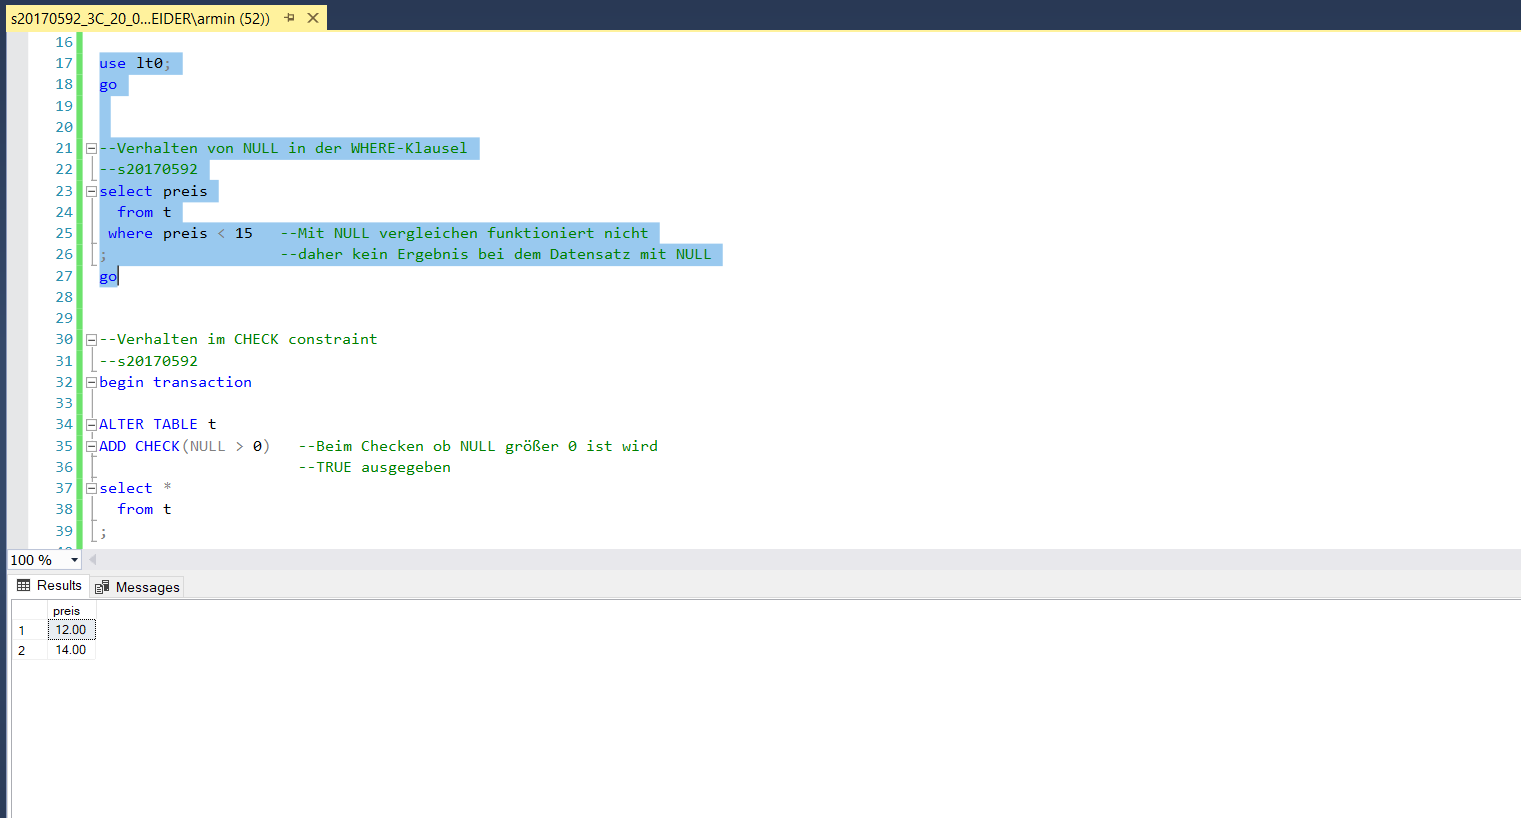 s20170592_3C_20_0...EIDER\armin (52))
16
17 use lt0;
18 go
19
20
21 --Verhalten von NULL in der WHERE-Klausel
22 --s20170592
23 select preis
24 from t
25 where preis < 15 --Mit NULL vergleichen funktioniert nicht
26 ; --daher kein Ergebnis bei dem Datensatz mit NULL
27 go
28
29
30 --Verhalten im CHECK constraint
31 --s20170592
32 begin transaction
33
34 ALTER TABLE t
35 ADD CHECK(NULL > 0) --Beim Checken ob NULL größer 0 ist wird
36 --TRUE ausgegeben
37 select *
38 from t
39 ;
100 %
Results Messages
preis
1 12.00
2 14.00